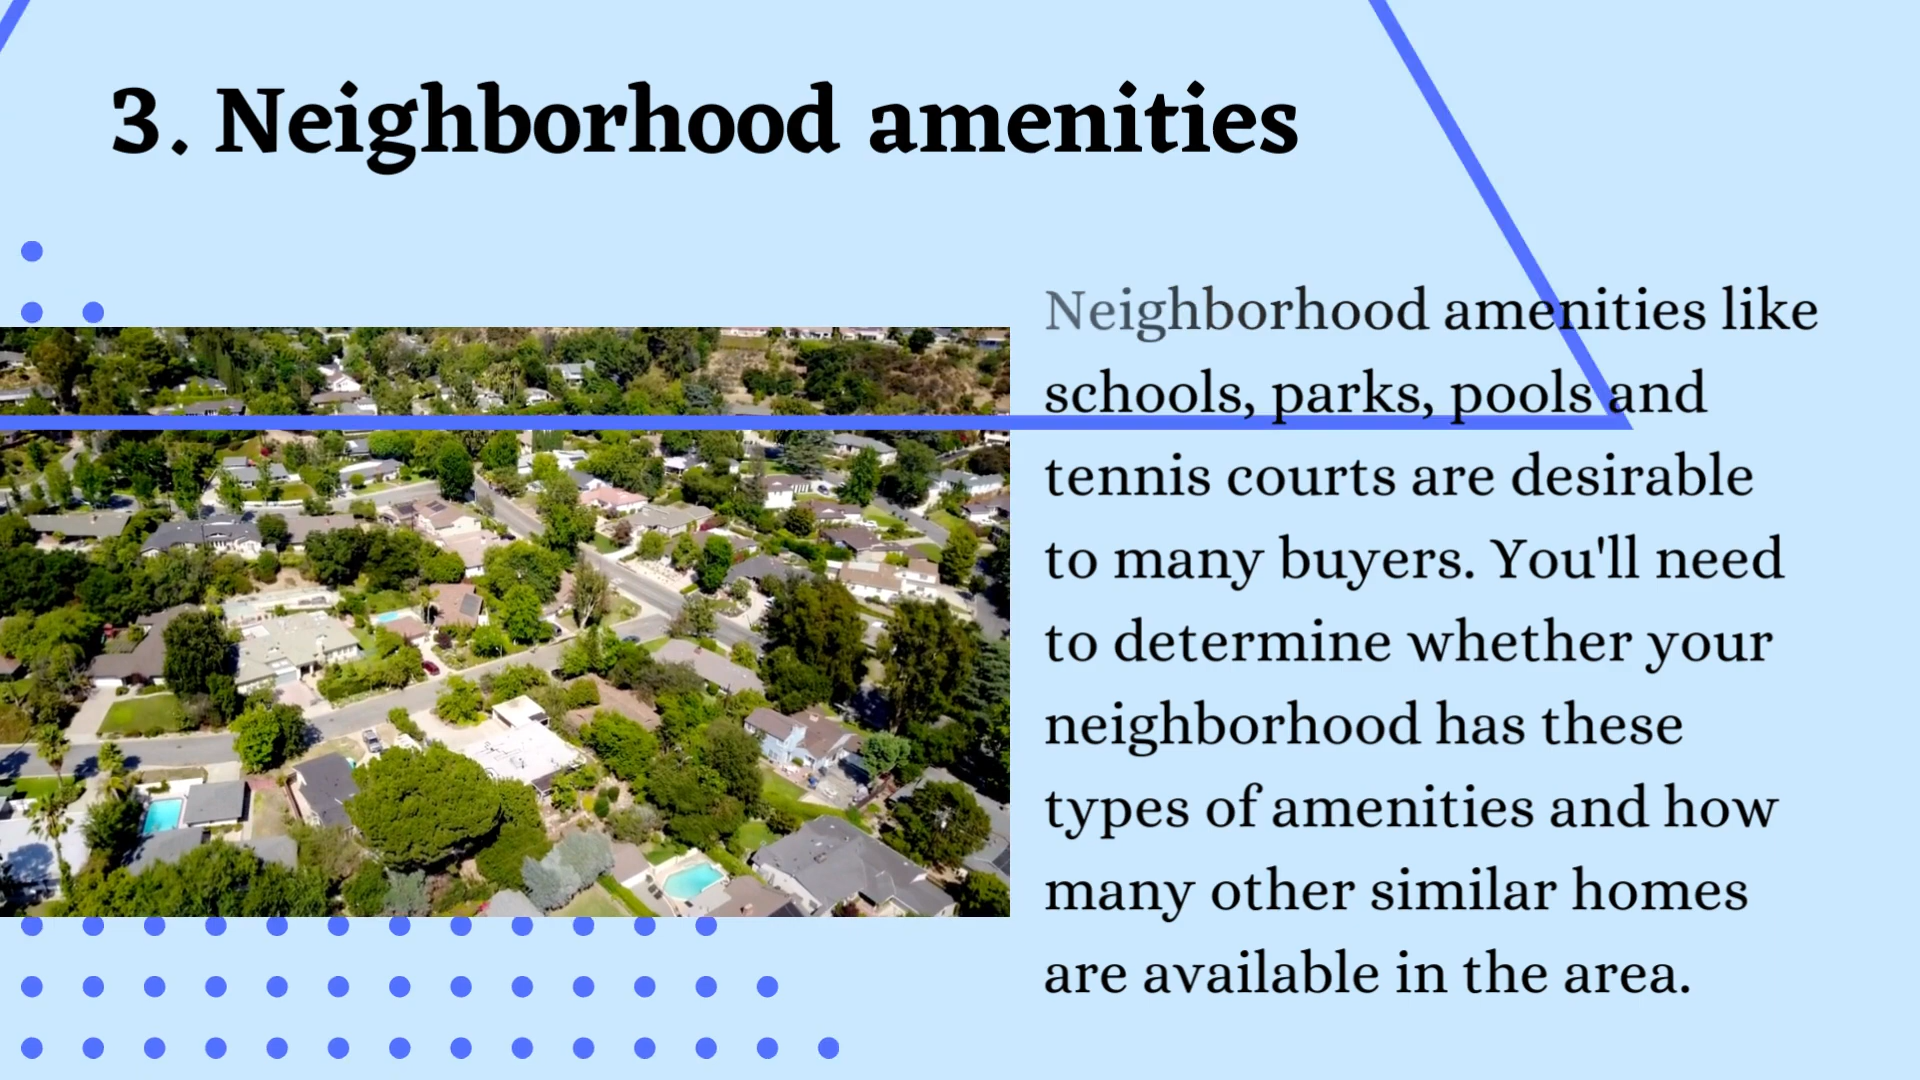 3. Neighborhood amenities
Neighborhood amenities like
schools, parks, pools and
tennis courts are desirable
to many buyers. You'll need
to determine whether your
neighborhood has these
types of amenities and how
many other similar homes
are available in the area.